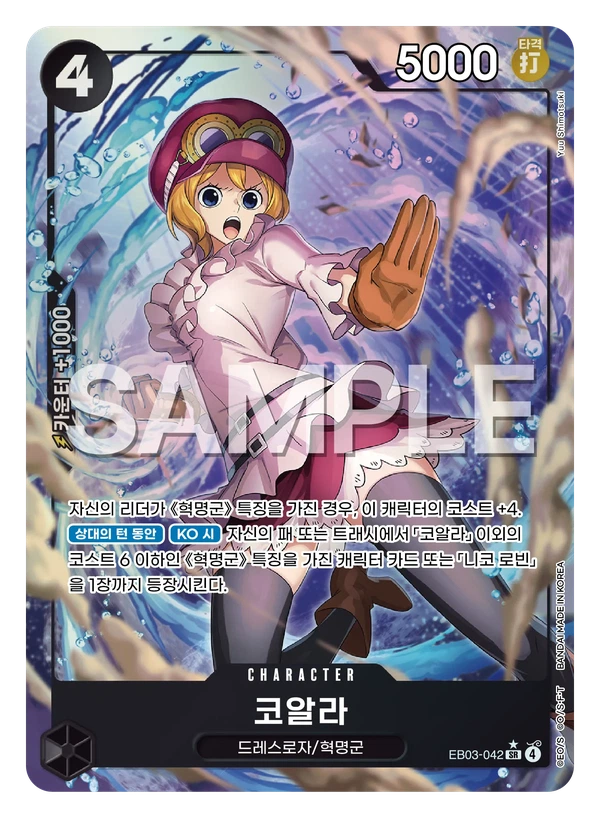 4
5000
타격
打
Yuu Shimotsuki
카운터 +1000
SAMPLE
자신의 리더가 《혁명군》 특징을 가진 경우, 이 캐릭터의 코스트 +4.
상대의 턴 동안 KO 시 자신의 패 또는 트래시에서 「코알라」 이외의
코스트 6 이하인 《혁명군》 특징을 가진 캐릭터 카드 또는 「니코 로빈」
을 1장까지 등장시킨다.
CHARACTER
코알라
드레스로자/혁명군
EB03-042 SR 4
©EO/S ©O/S·F·T BANDAI MADE IN KOREA